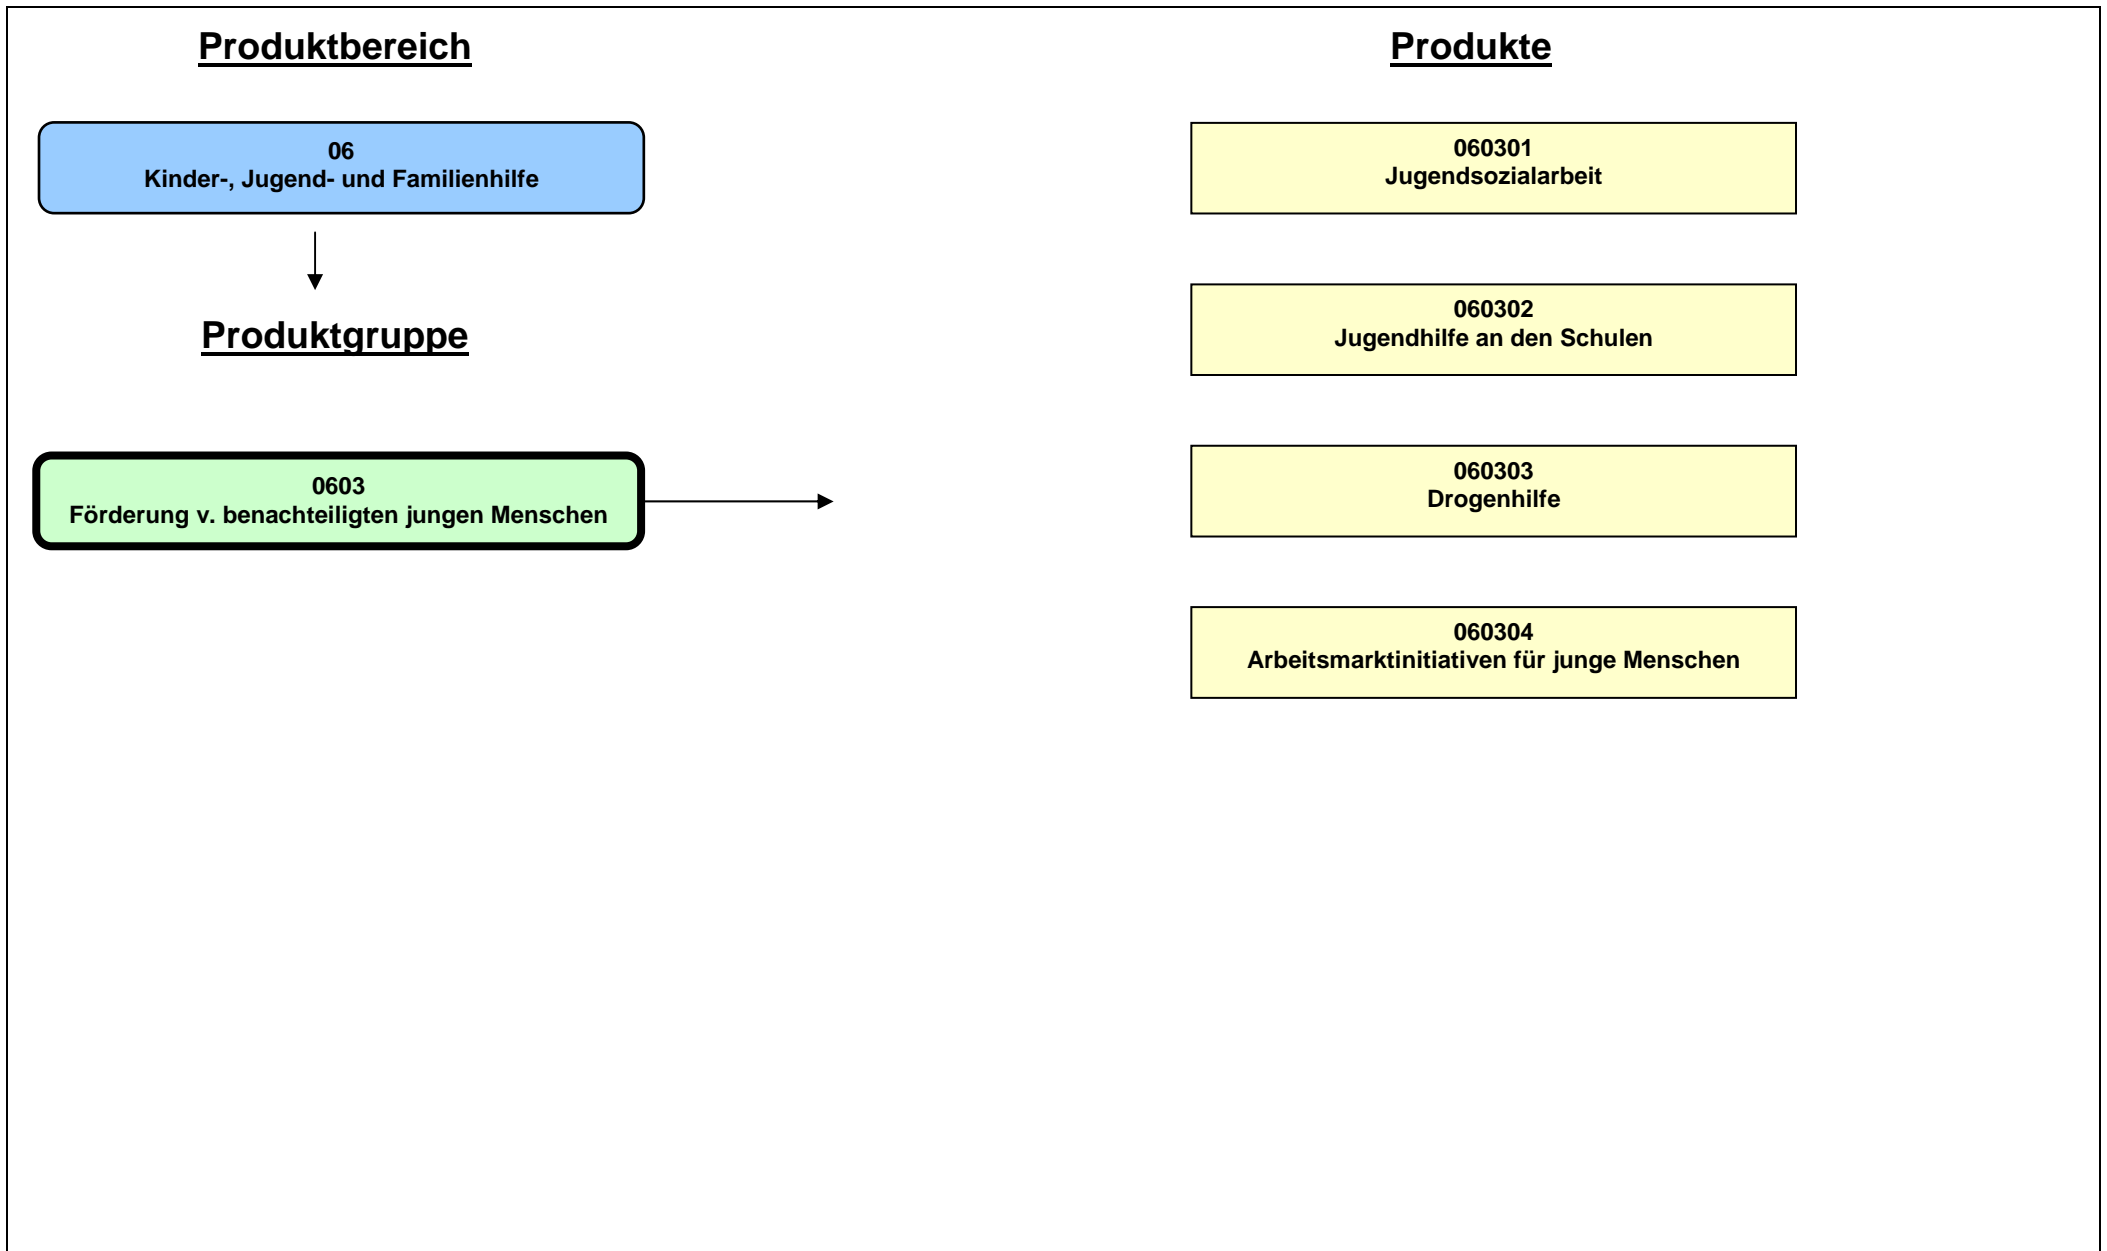 Produktbereich
06
Kinder-, Jugend- und Familienhilfe
Produktgruppe
0603
Förderung v. benachteiligten jungen Menschen
Produkte
060301
Jugendsozialarbeit
060302
Jugendhilfe an den Schulen
060303
Drogenhilfe
060304
Arbeitsmarktinitiativen für junge Menschen